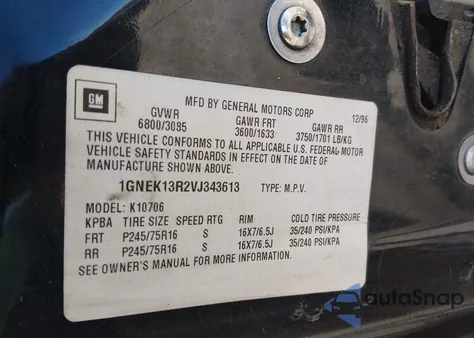 GM
MFD BY GENERAL MOTORS CORP 12/96
GVWR GAWR FRT GAWR RR
6800/3035 3600/1633 3750/1701 LB/KG
THIS VEHICLE CONFORMS TO ALL APPLICABLE U.S. FEDERAL-MOTOR
VEHICLE SAFETY STANDARDS IN EFFECT ON THE DATE OF
MANUFACTURE SHOWN ABOVE.
1GNEK13R2VJ343613 TYPE: M.P.V.
MODEL: K10706
KPBA TIRE SIZE SPEED RTG RIM COLD TIRE PRESSURE
FRT P245/75R16 S 16X7/6.5J 35/240 PSI/KPA
RR P245/75R16 S 16X7/6.5J 35/240 PSI/KPA
SEE OWNER'S MANUAL FOR MORE INFORMATION.
autoSnap